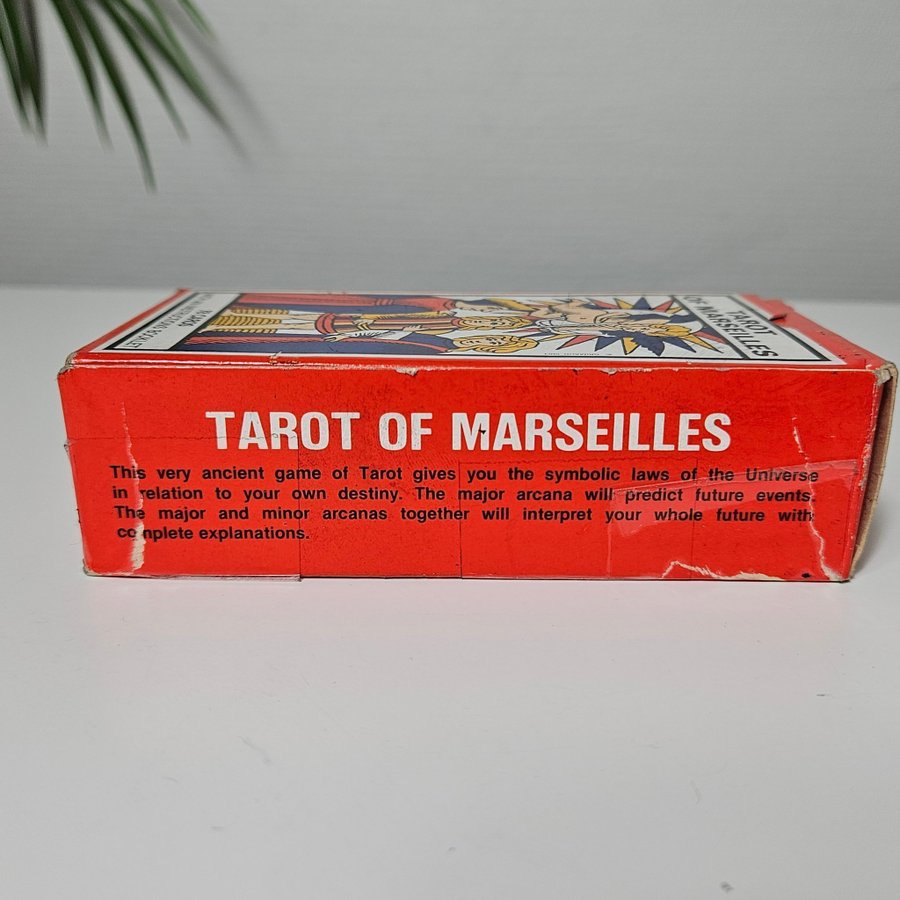 TAROT
OF MARSEILLES
TAROT OF MARSEILLES
This very ancient game of Tarot gives you the symbolic laws of the Universe
in relation to your own destiny. The major arcana will predict future events.
The major and minor arcanas together will interpret your whole future with
complete explanations.